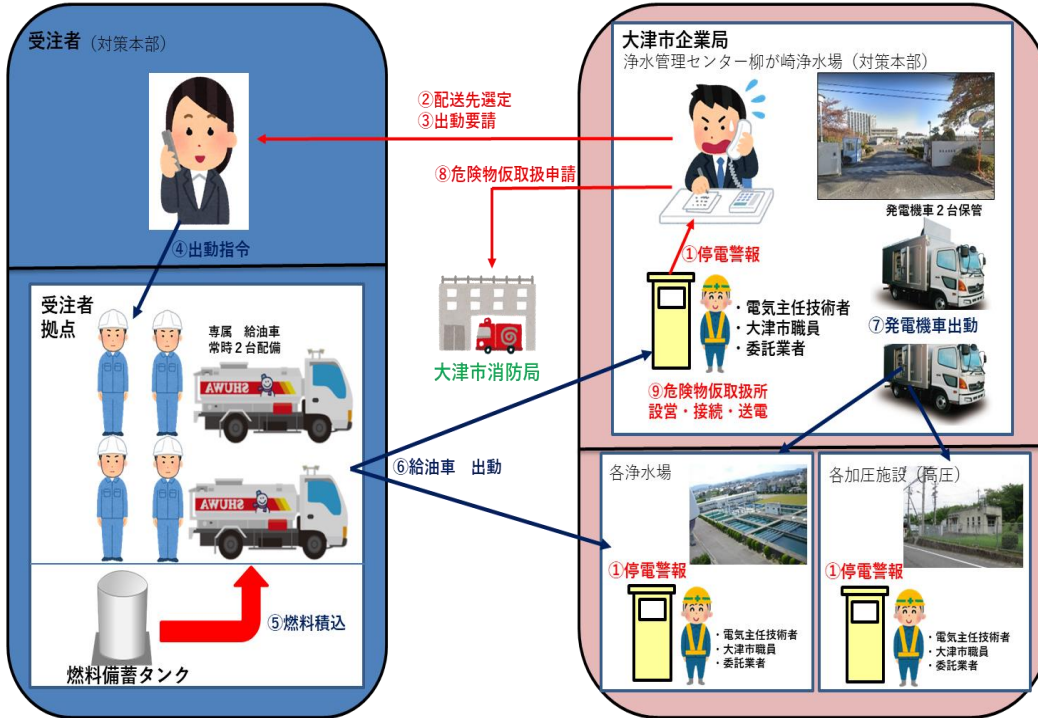 受注者（対策本部）
④出動指令
受注者
拠点
専属　給油車
常時２台配備
SHUWA
SHUWA
⑤燃料積込
燃料備蓄タンク
②配送先選定
③出動要請
⑧危険物仮取扱申請
大津市消防局
⑥給油車　出動
大津市企業局
浄水管理センター柳が崎浄水場（対策本部）
発電機車２台保管
①停電警報
・電気主任技術者
・大津市職員
・委託業者
⑦発電機車出動
⑨危険物仮取扱所
設営・接続・送電
各浄水場
①停電警報
・電気主任技術者
・大津市職員
・委託業者
各加圧施設（高圧）
①停電警報
・電気主任技術者
・大津市職員
・委託業者